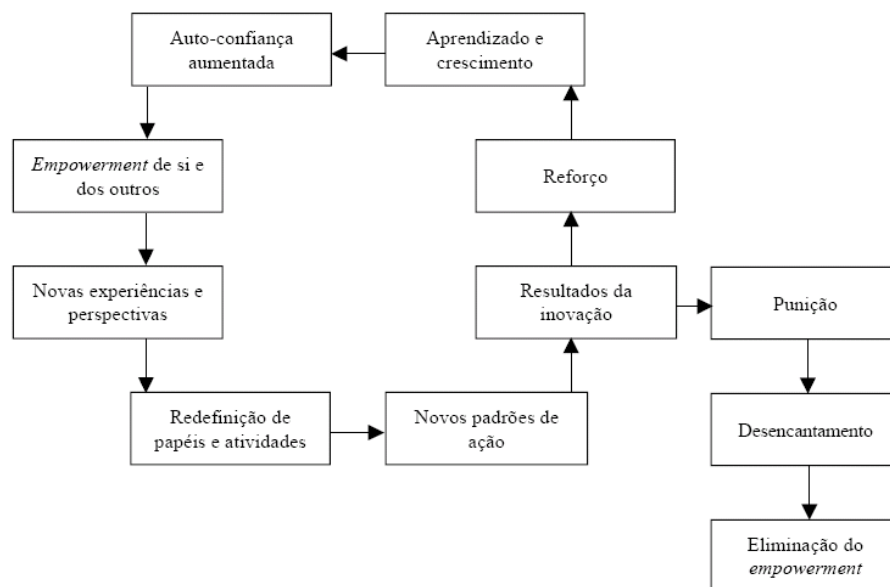 Auto-confiança
aumentada
Aprendizado e
crescimento
Empowerment de si e
dos outros
Reforço
Novas experiências e
perspectivas
Resultados da
inovação
Punição
Redefinição de
papéis e atividades
Novos padrões de
ação
Desencantamento
Eliminação do
empowerment